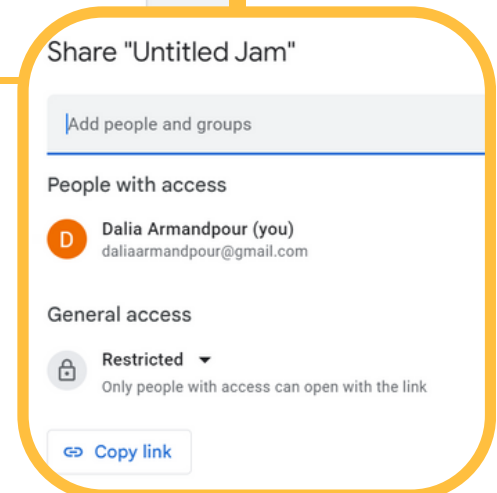 Share "Untitled Jam"
Add people and groups
People with access
D
Dalia Armandpour (you)
daliaarmandpour@gmail.com
General access
Restricted
Only people with access can open with the link
Copy link